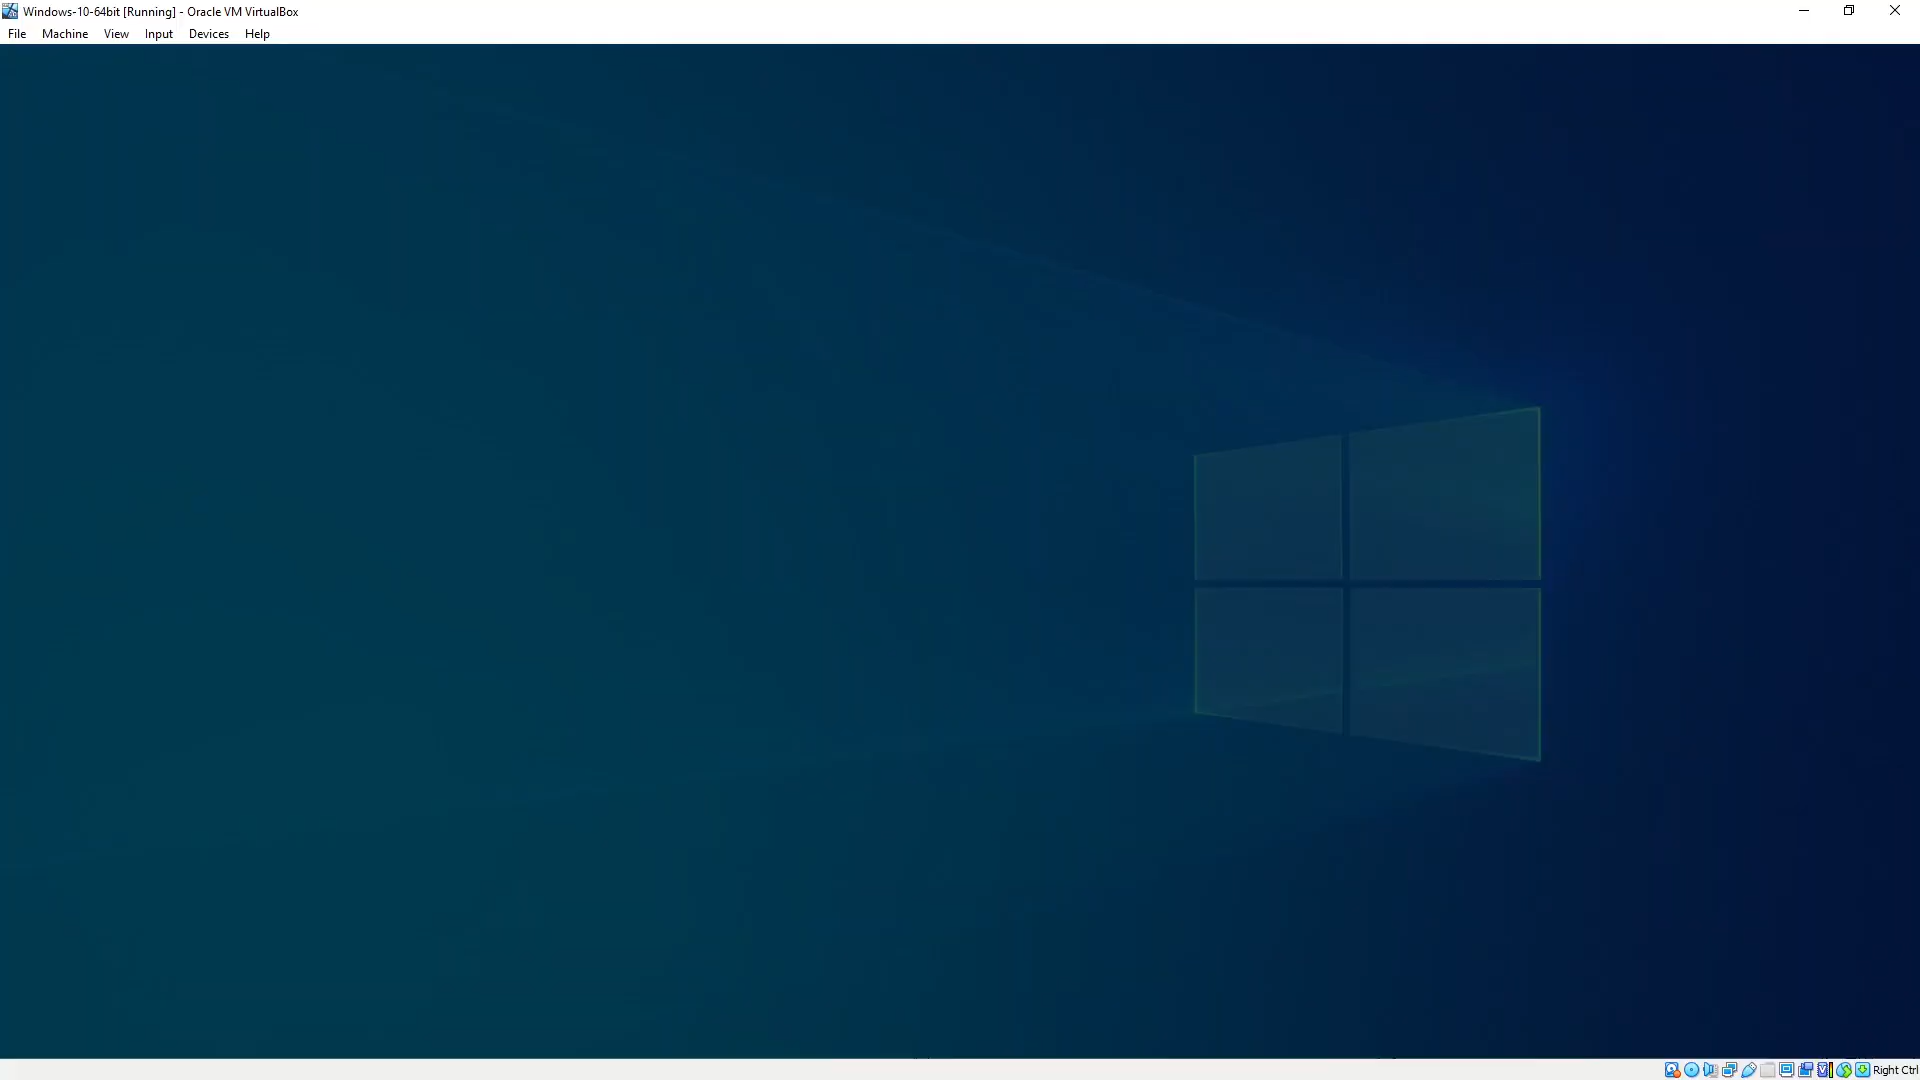 Windows-10-64bit [Running] - Oracle VM VirtualBox
File Machine View Input Devices Help
Right Ctrl